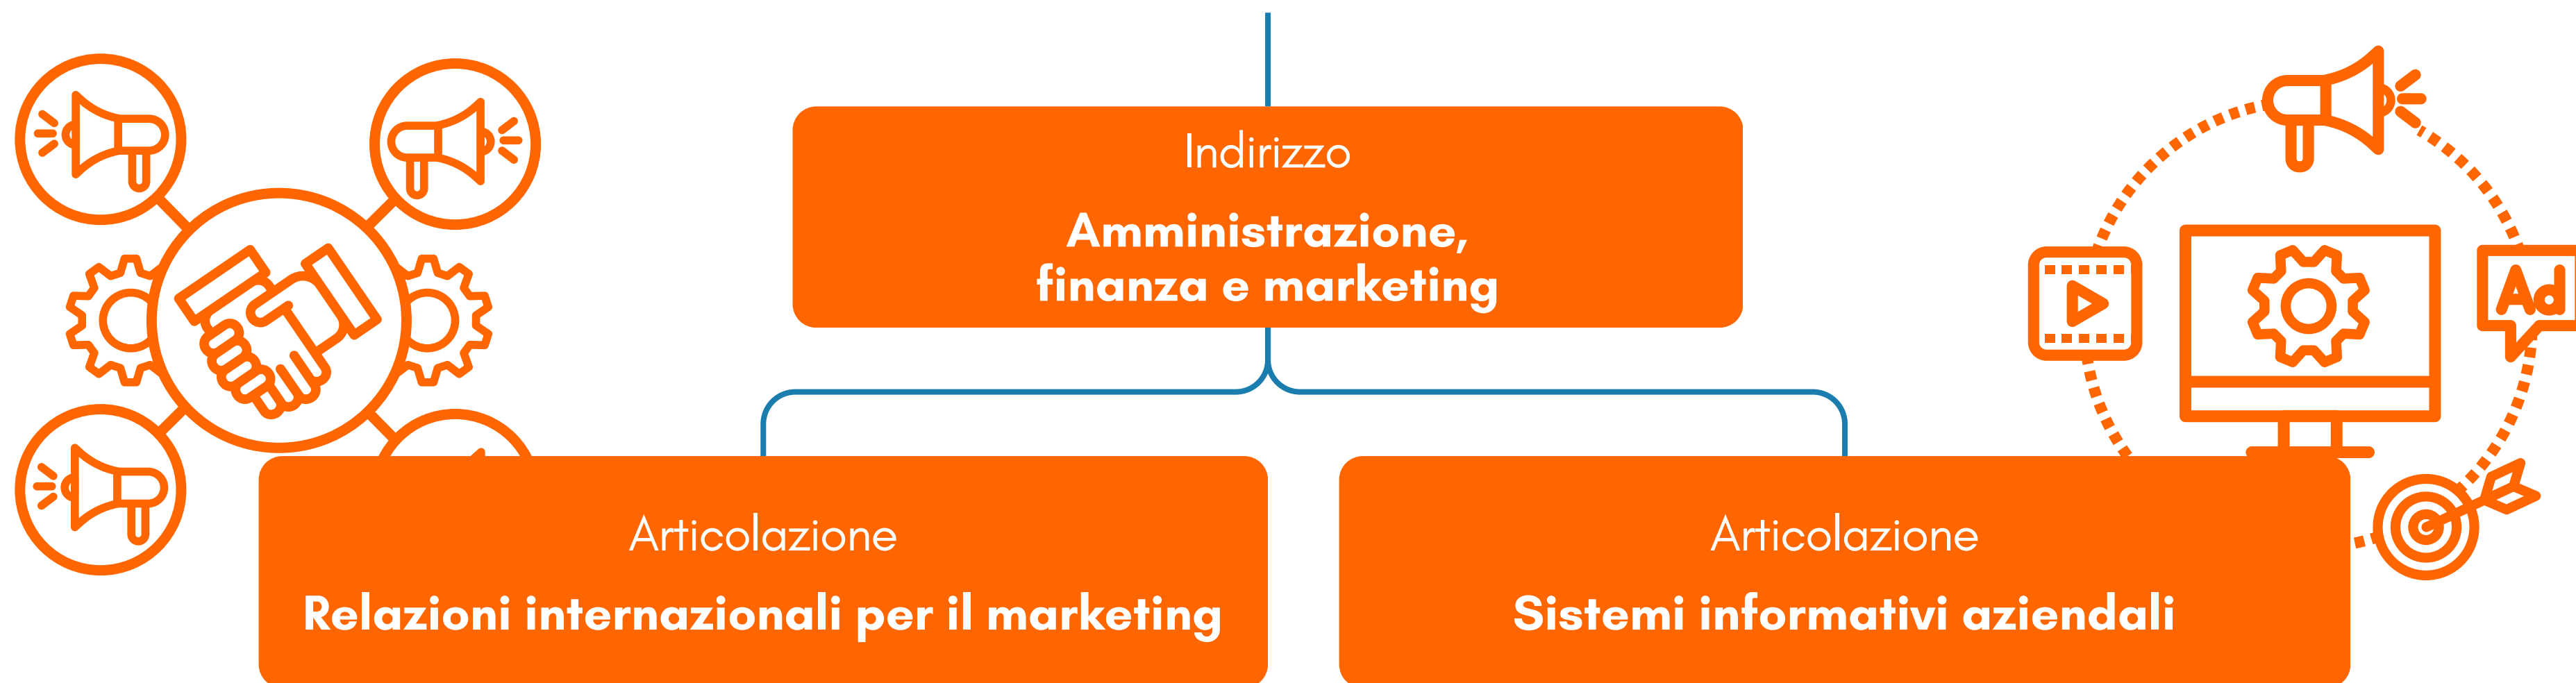 Indirizzo
Amministrazione,
finanza e marketing
Ad
Articolazione
Relazioni internazionali per il marketing
Articolazione
Sistemi informativi aziendali